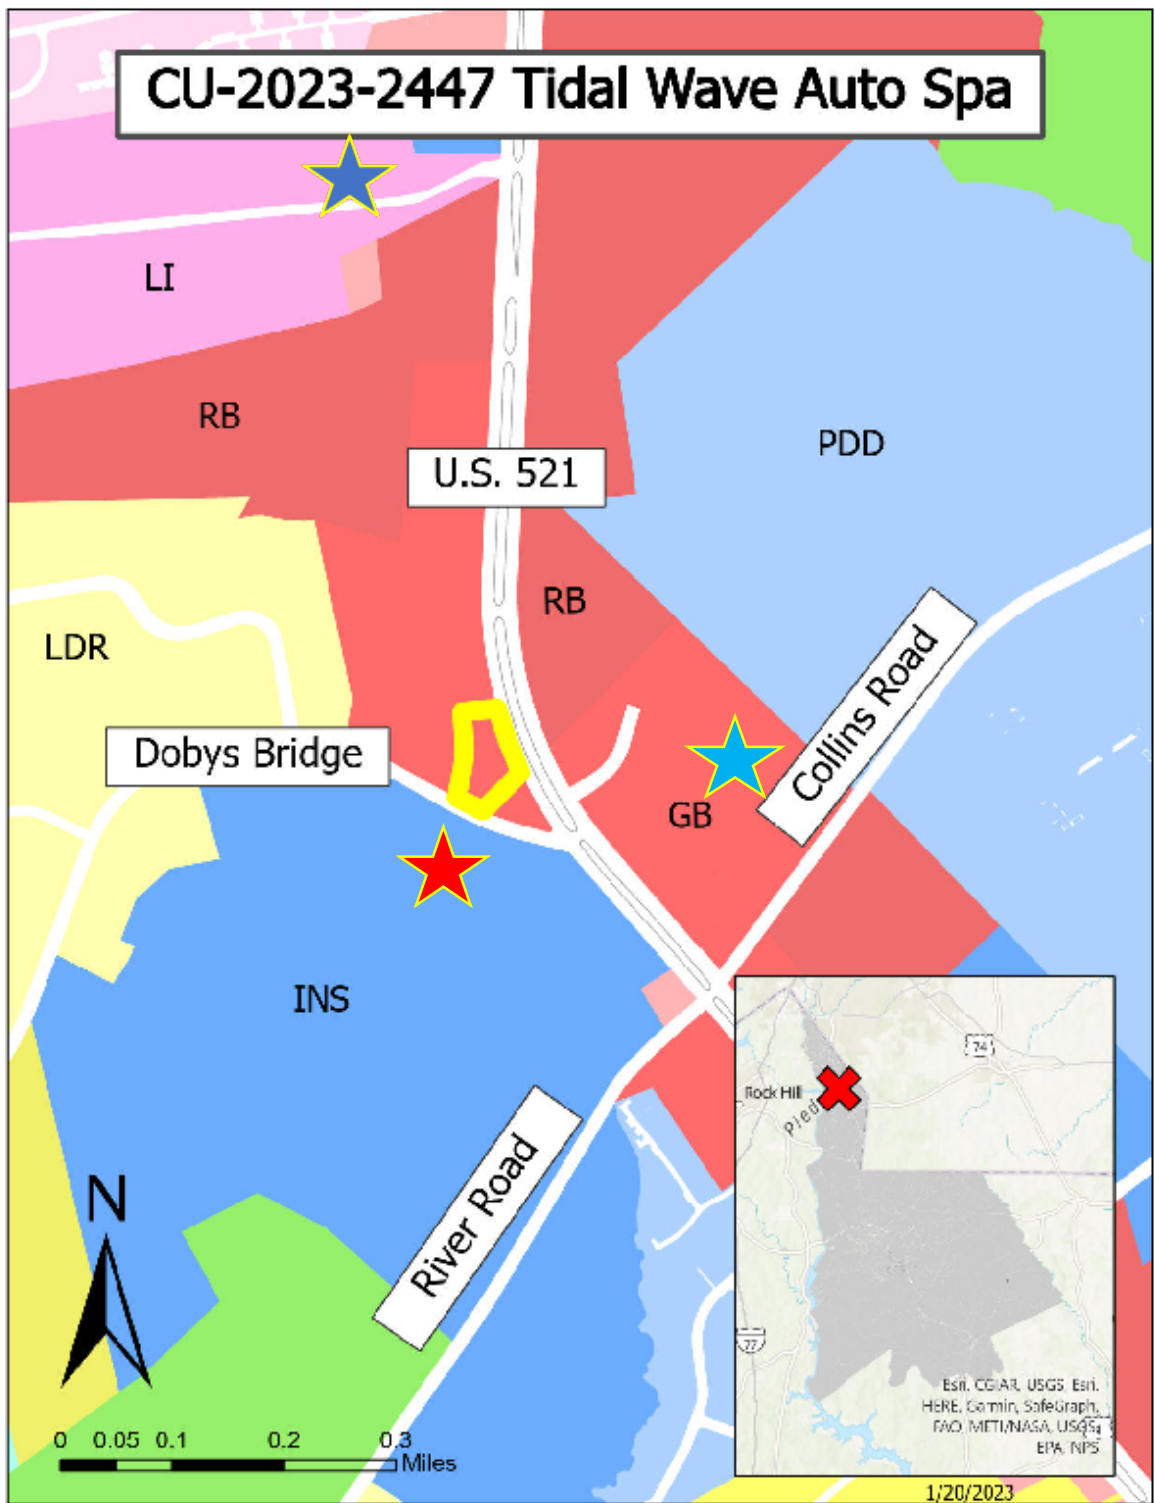 CU-2023-2447 Tidal Wave Auto Spa
LI
RB
PDD
U.S. 521
RB
LDR
Collins Road
Dobys Bridge
GB
INS
74
Rock Hill
Pied
River Road
N
77
Esri, CGIAR, USGS, Esri,
HERE, Garmin, SafeGraph,
FAO, METI/NASA, USGS,
EPA, NPS
0 0.05 0.1 0.2 0.3
Miles
1/20/2023